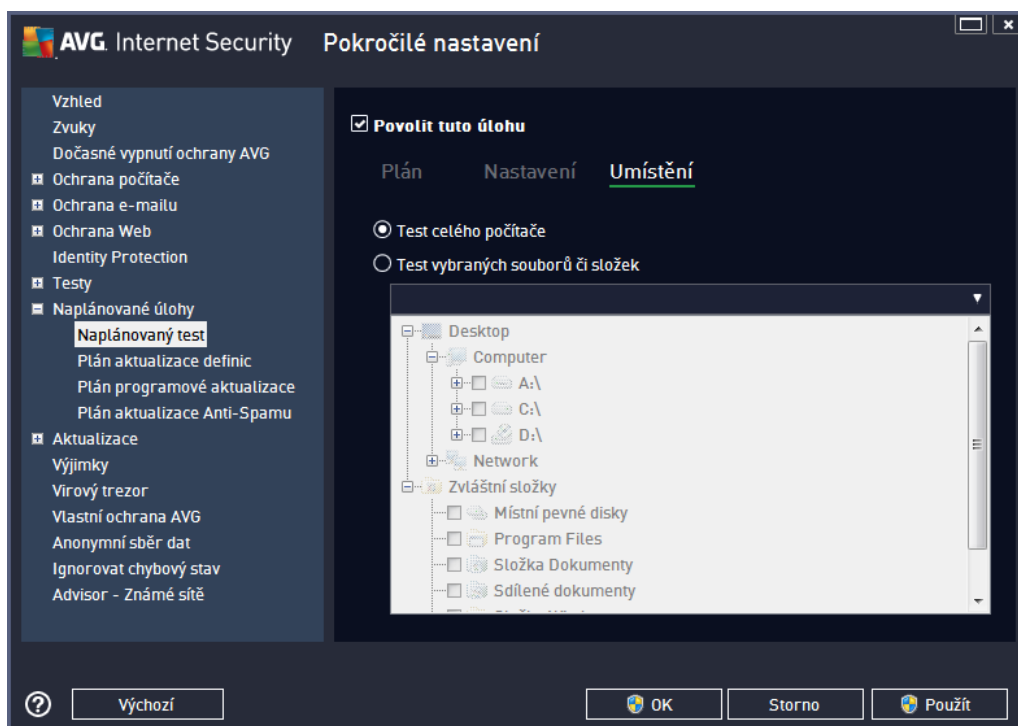 AVG. Internet Security Pokročilé nastavení
Vzhled
Zvuky
Dočasné vypnutí ochrany AVG
Ochrana počítače
Ochrana e-mailu
Ochrana Web
Identity Protection
Testy
Naplánované úlohy
Naplánovaný test
Plán aktualizace definic
Plán programové aktualizace
Plán aktualizace Anti-Spamu
Aktualizace
Výjimky
Virový trezor
Vlastní ochrana AVG
Anonymní sběr dat
Ignorovat chybový stav
Advisor - Známé sítě
Povolit tuto úlohu
Plán Nastavení Umístění
Test celého počítače
Test vybraných souborů či složek
Desktop
Computer
A:\
C:\
D:\
Network
Zvláštní složky
Místní pevné disky
Program Files
Složka Dokumenty
Sdílené dokumenty
Výchozí OK Storno Použít